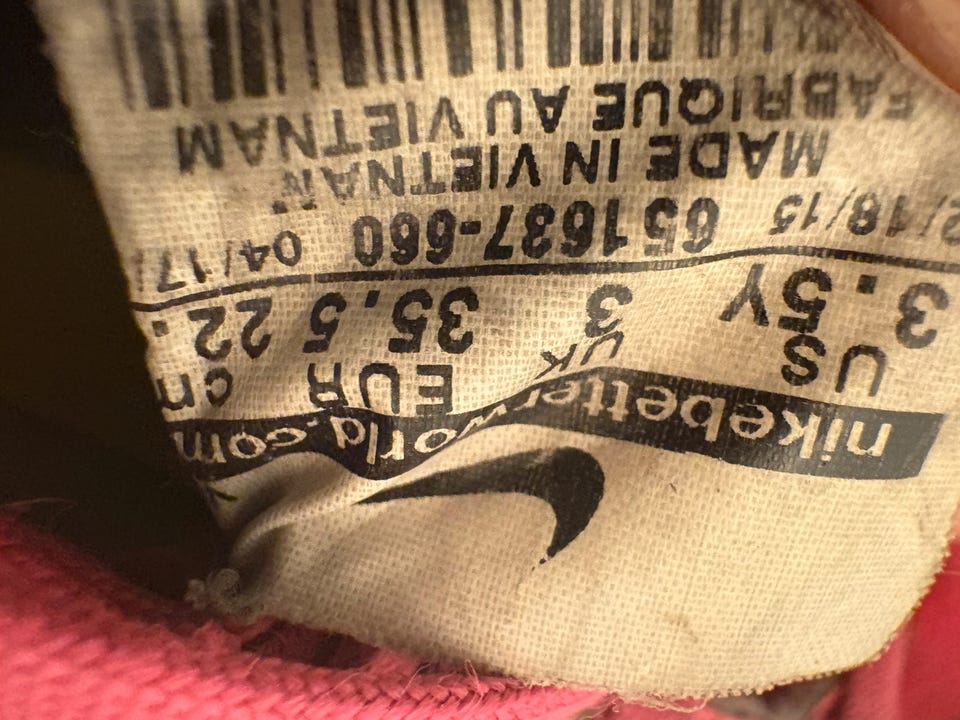 nikebetterworld.com
US UK EUR cm
3.5Y 3 35.5 22.
2/18/15 651637-660 04/17/
MADE IN VIETNAM
FABRIQUE AU VIETNAM